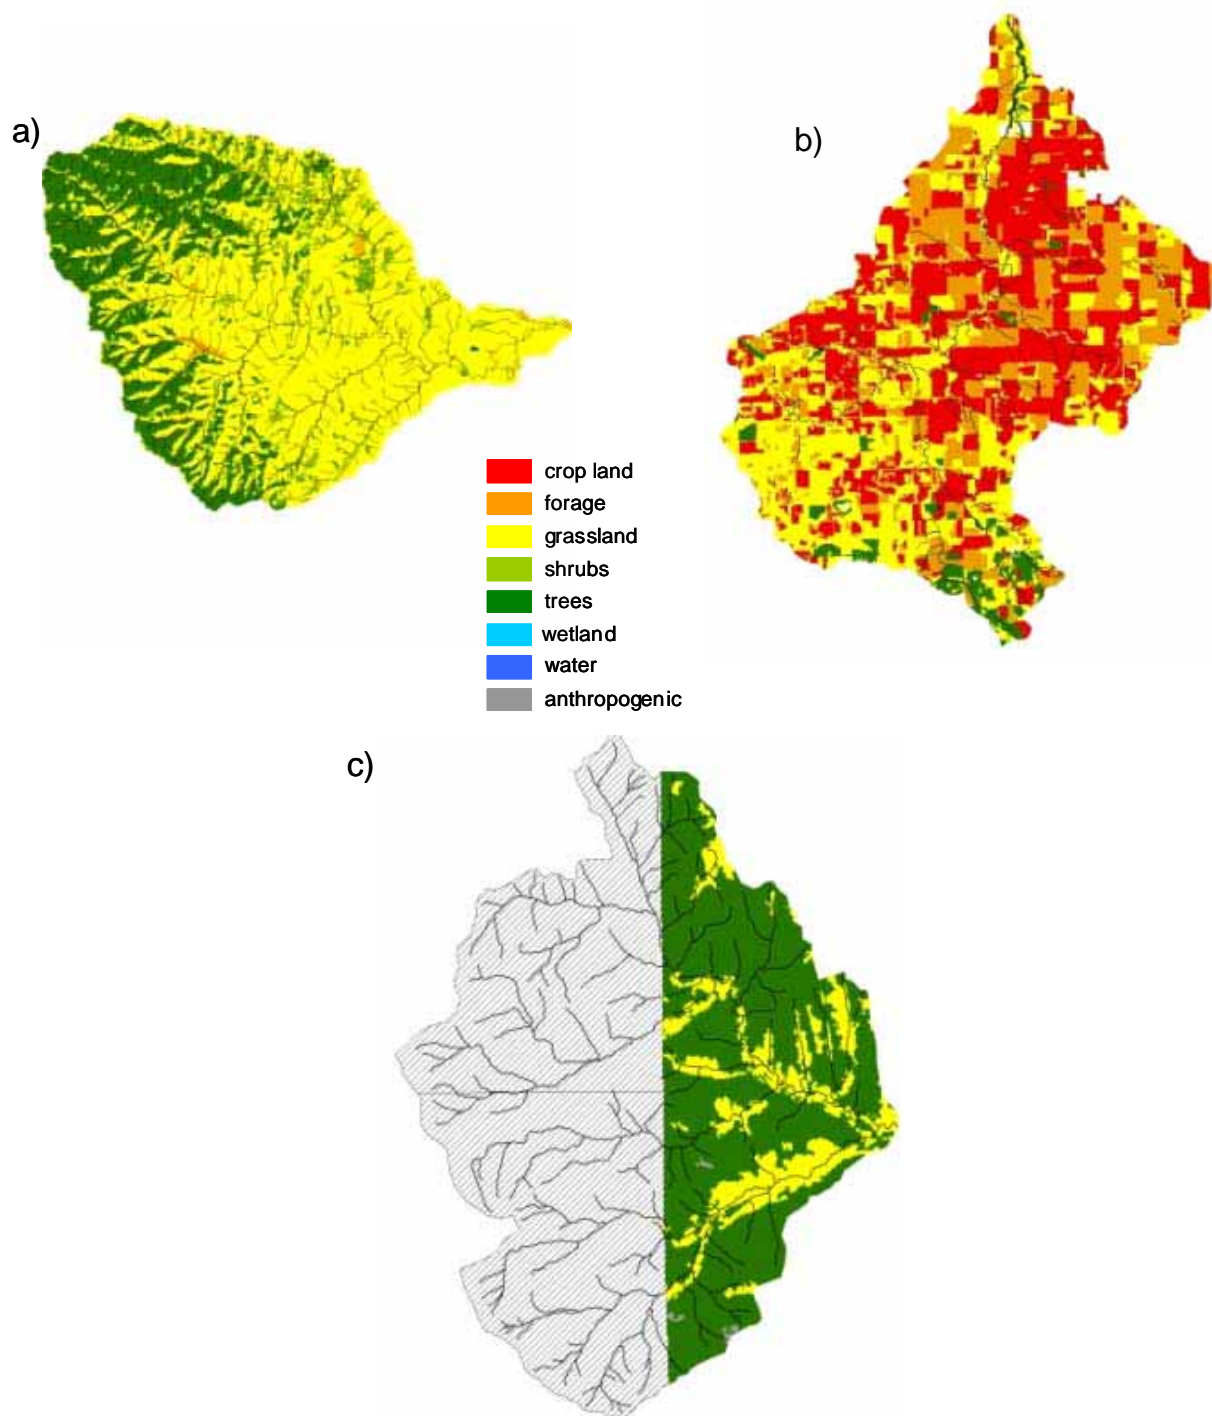 a)
b)
crop land
forage
grassland
shrubs
trees
wetland
water
anthropogenic
c)